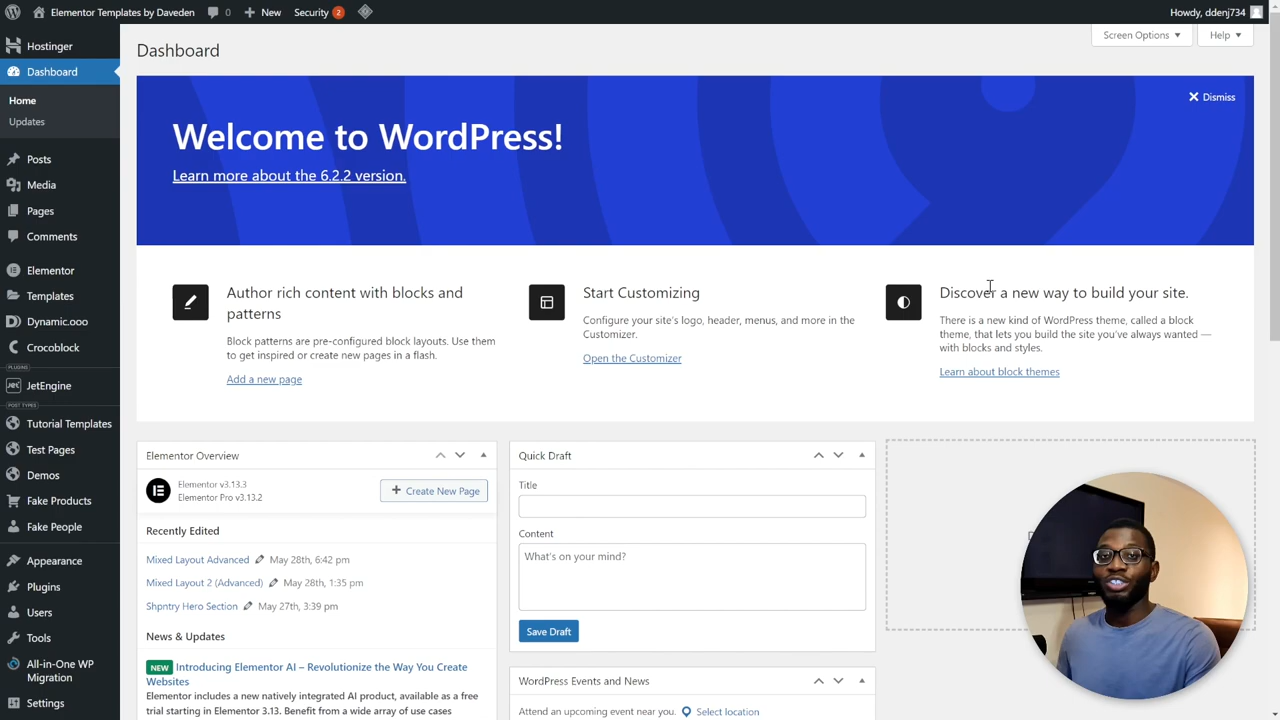 Elementor Templates by Daveden 0 + New Security 2 Howdy, ddenj734
Hostinger
Dashboard
Home
Updates
Posts
Media
Pages
Comments
Elementor
Templates
Dynamic.ooo
Crocoblock
PLUGINS
JetEngine
POST TYPES
Tutorial Templates
Test Pages
Demos
Fake Products
Fake People
Appearance
Plugins
Users
Tools
All-in-One WP
Migration
Settings
Dashboard
Screen Options
Help
Dismiss
Welcome to WordPress!
Learn more about the 6.2.2 version.
Author rich content with blocks and
patterns
Block patterns are pre-configured block layouts. Use them
to get inspired or create new pages in a flash.
Add a new page
Start Customizing
Configure your site's logo, header, menus, and more in the
Customizer.
Open the Customizer
Discover a new way to build your site.
There is a new kind of WordPress theme, called a block
theme, that lets you build the site you've always wanted —
with blocks and styles.
Learn about block themes
Elementor Overview
Elementor v3.13.3
Elementor Pro v3.13.2
+ Create New Page
Recently Edited
Mixed Layout Advanced May 28th, 6:42 pm
Mixed Layout 2 (Advanced) May 28th, 1:35 pm
Shpntry Hero Section May 27th, 3:39 pm
News & Updates
NEW Introducing Elementor AI – Revolutionize the Way You Create
Websites
Elementor includes a new natively integrated AI product, available as a free
trial starting in Elementor 3.13. Benefit from a wide array of use cases
Quick Draft
Title
Content
What's on your mind?
Save Draft
WordPress Events and News
Attend an upcoming event near you. Select location